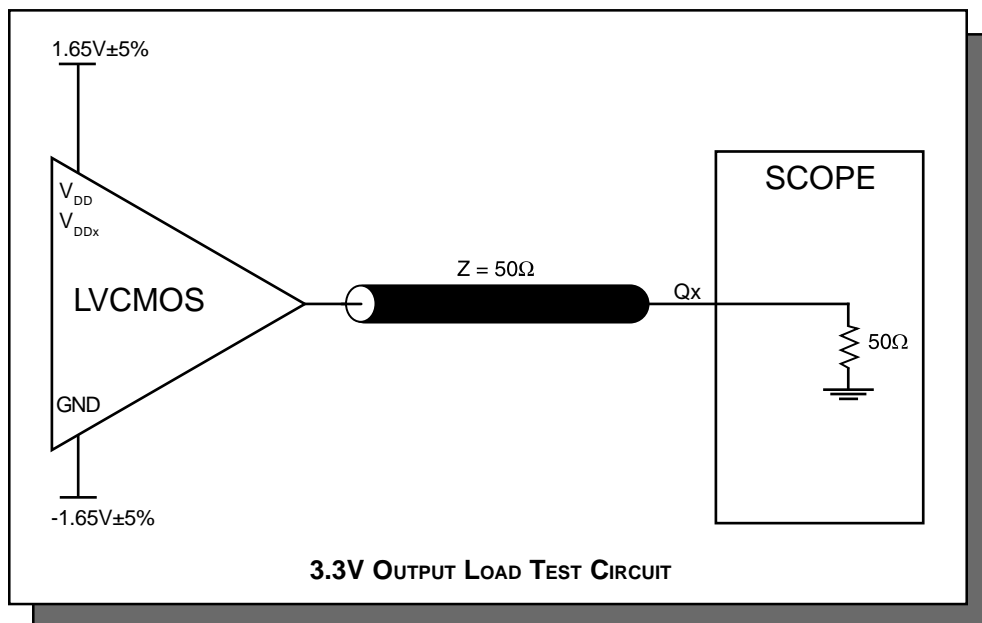 1.65V±5%
SCOPE
V_DD
V_DDx
Z = 50Ω
LVCMOS
Qx
50Ω
GND
-1.65V±5%
3.3V OUTPUT LOAD TEST CIRCUIT